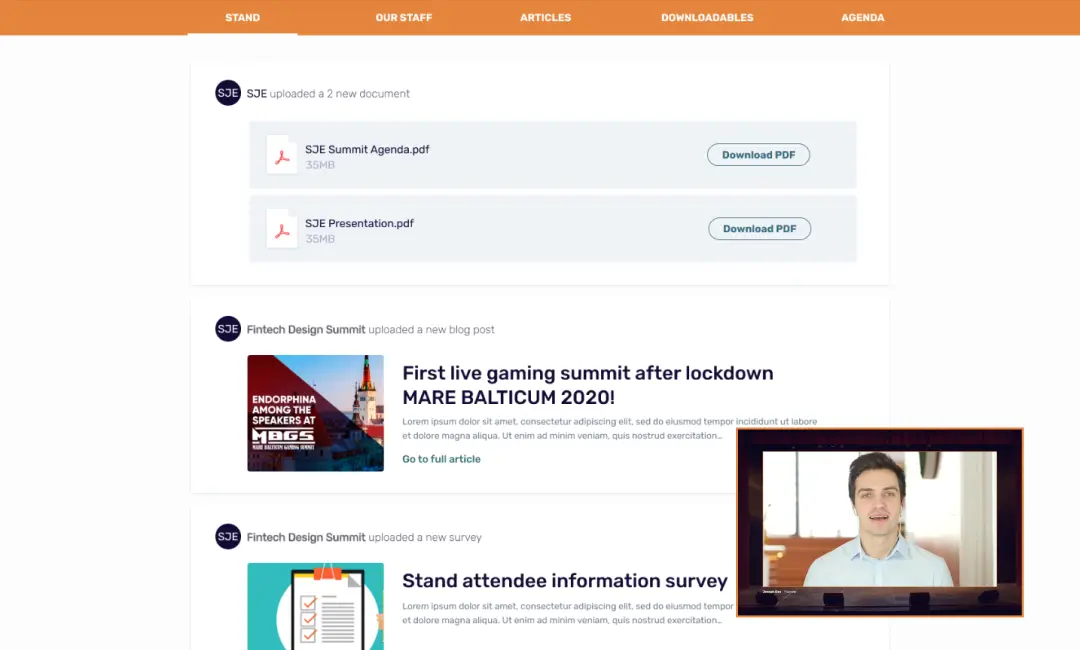 STAND OUR STAFF ARTICLES DOWNLOADABLES AGENDA
SJE SJE uploaded a 2 new document
SJE Summit Agenda.pdf
35MB
Download PDF
SJE Presentation.pdf
35MB
Download PDF
SJE Fintech Design Summit uploaded a new blog post
ENDORPHINA
AMONG THE
SPEAKERS AT
MBGS
MARE BALTICUM GAMING SUMMIT
First live gaming summit after lockdown
MARE BALTICUM 2020!
Lorem ipsum dolor sit amet, consectetur adipiscing elit, sed do eiusmod tempor incididunt ut labore
et dolore magna aliqua. Ut enim ad minim veniam, quis nostrud exercitation...
Go to full article
SJE Fintech Design Summit uploaded a new survey
Stand attendee information survey
Lorem ipsum dolor sit amet, consectetur adipiscing elit, sed do eiusmod tempor
et dolore magna aliqua. Ut enim ad minim veniam, quis nostrud exercitation...